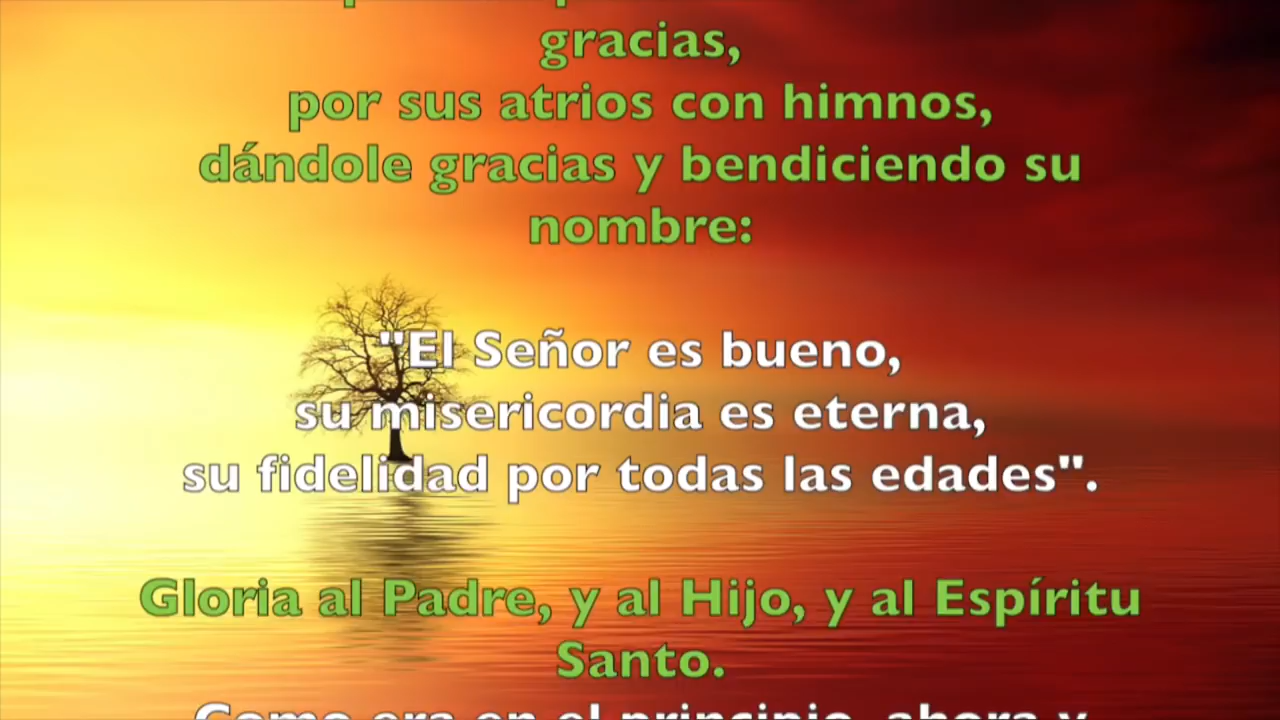 gracias,
por sus atrios con himnos,
dándole gracias y bendiciendo su
nombre:
"El Señor es bueno,
su misericordia es eterna,
su fidelidad por todas las edades".
Gloria al Padre, y al Hijo, y al Espíritu
Santo.
Como era en el principio, ahora y